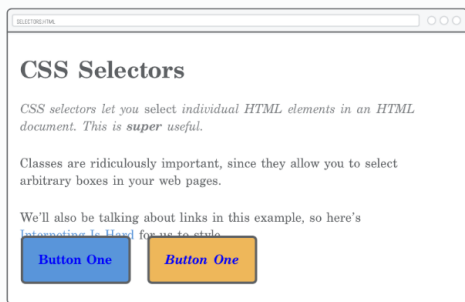 SELECTORS.HTML
CSS Selectors
CSS selectors let you select individual HTML elements in an HTML
document. This is super useful.
Classes are ridiculously important, since they allow you to select
arbitrary boxes in your web pages.
We'll also be talking about links in this example, so here's
Interneting Is Hard for us to style.
Button One
Button One